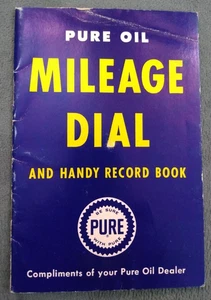 PURE OIL
MILEAGE
DIAL
AND HANDY RECORD BOOK
BE SURE
PURE
WITH PURE
Compliments of your Pure Oil Dealer